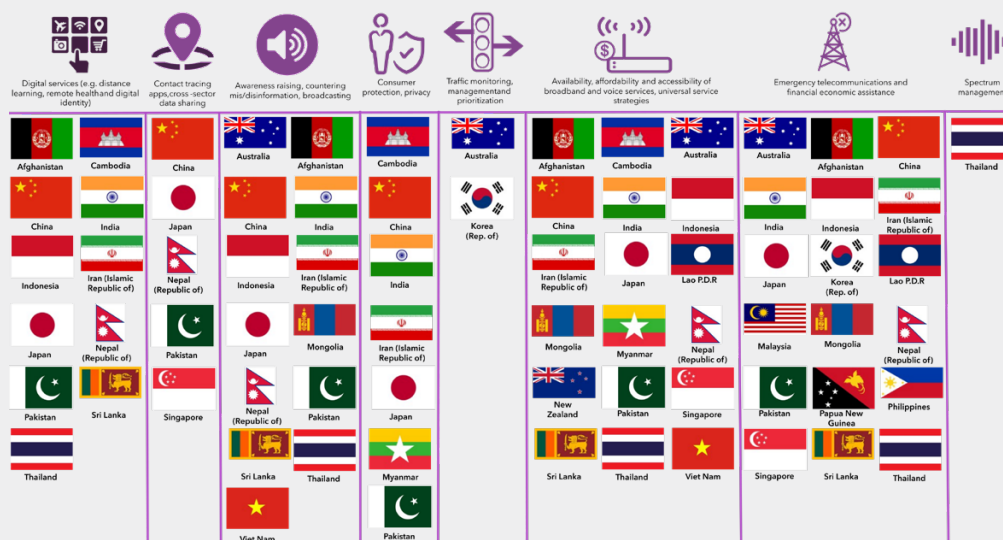 Digital services (e.g. distance
learning, remote healthand digital
identity)
Contact tracing
apps,cross -sector
data sharing
Awareness raising, countering
mis/disinformation, broadcasting
Consumer
protection, privacy
Traffic monitoring,
managementand
prioritization
Availability, affordability and accessibility of
broadband and voice services, universal service
strategies
Emergency telecommunications and
financial economic assistance
Spectrum
Afghanistan
Cambodia
China
India
Indonesia
Iran (Islamic
Republic of)
Japan
Nepal
(Republic of)
Pakistan
Sri Lanka
Thailand
China
Japan
Nepal
(Republic of)
Pakistan
Singapore
Australia
Afghanistan
China
India
Indonesia
Iran (Islamic
Republic of)
Japan
Mongolia
Nepal
(Republic of)
Pakistan
Sri Lanka
Thailand
Viet Nam
Cambodia
China
India
Iran (Islamic
Republic of)
Japan
Myanmar
Pakistan
Australia
Korea
(Rep. of)
Afghanistan
Cambodia
Australia
China
India
Indonesia
Iran (Islamic
Republic of)
Japan
Lao P.D.R
Mongolia
Myanmar
Nepal
(Republic of)
New
Zealand
Pakistan
Singapore
Sri Lanka
Thailand
Viet Nam
Australia
Afghanistan
China
India
Indonesia
Iran (Islamic
Republic of)
Japan
Korea
(Rep. of)
Lao P.D.R
Malaysia
Mongolia
Nepal
(Republic of)
Pakistan
Papua New
Guinea
Philippines
Singapore
Sri Lanka
Thailand
Thailand